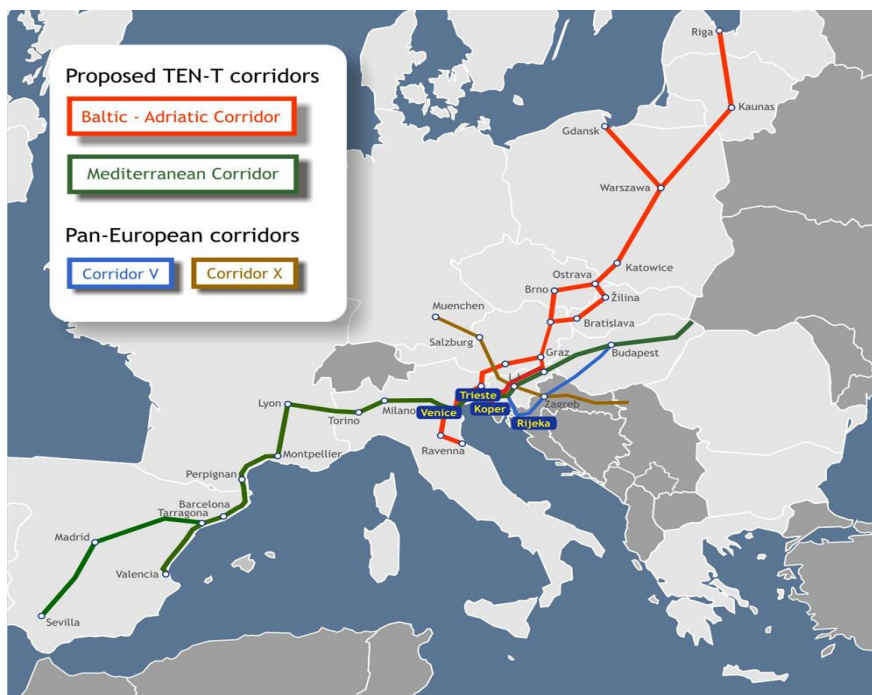 Proposed TEN-T corridors
Baltic - Adriatic Corridor
Mediterranean Corridor
Pan-European corridors
Corridor V
Corridor X
Riga
Kaunas
Gdansk
Warszawa
Katowice
Ostrava
Brno
Žilina
Muenchen
Bratislava
Salzburg
Graz
Budapest
Trieste
Lyon
Milano
Venice
Koper
Zagreb
Torino
Rijeka
Ravenna
Montpellier
Perpignan
Barcelona
Tarragona
Madrid
Valencia
Sevilla